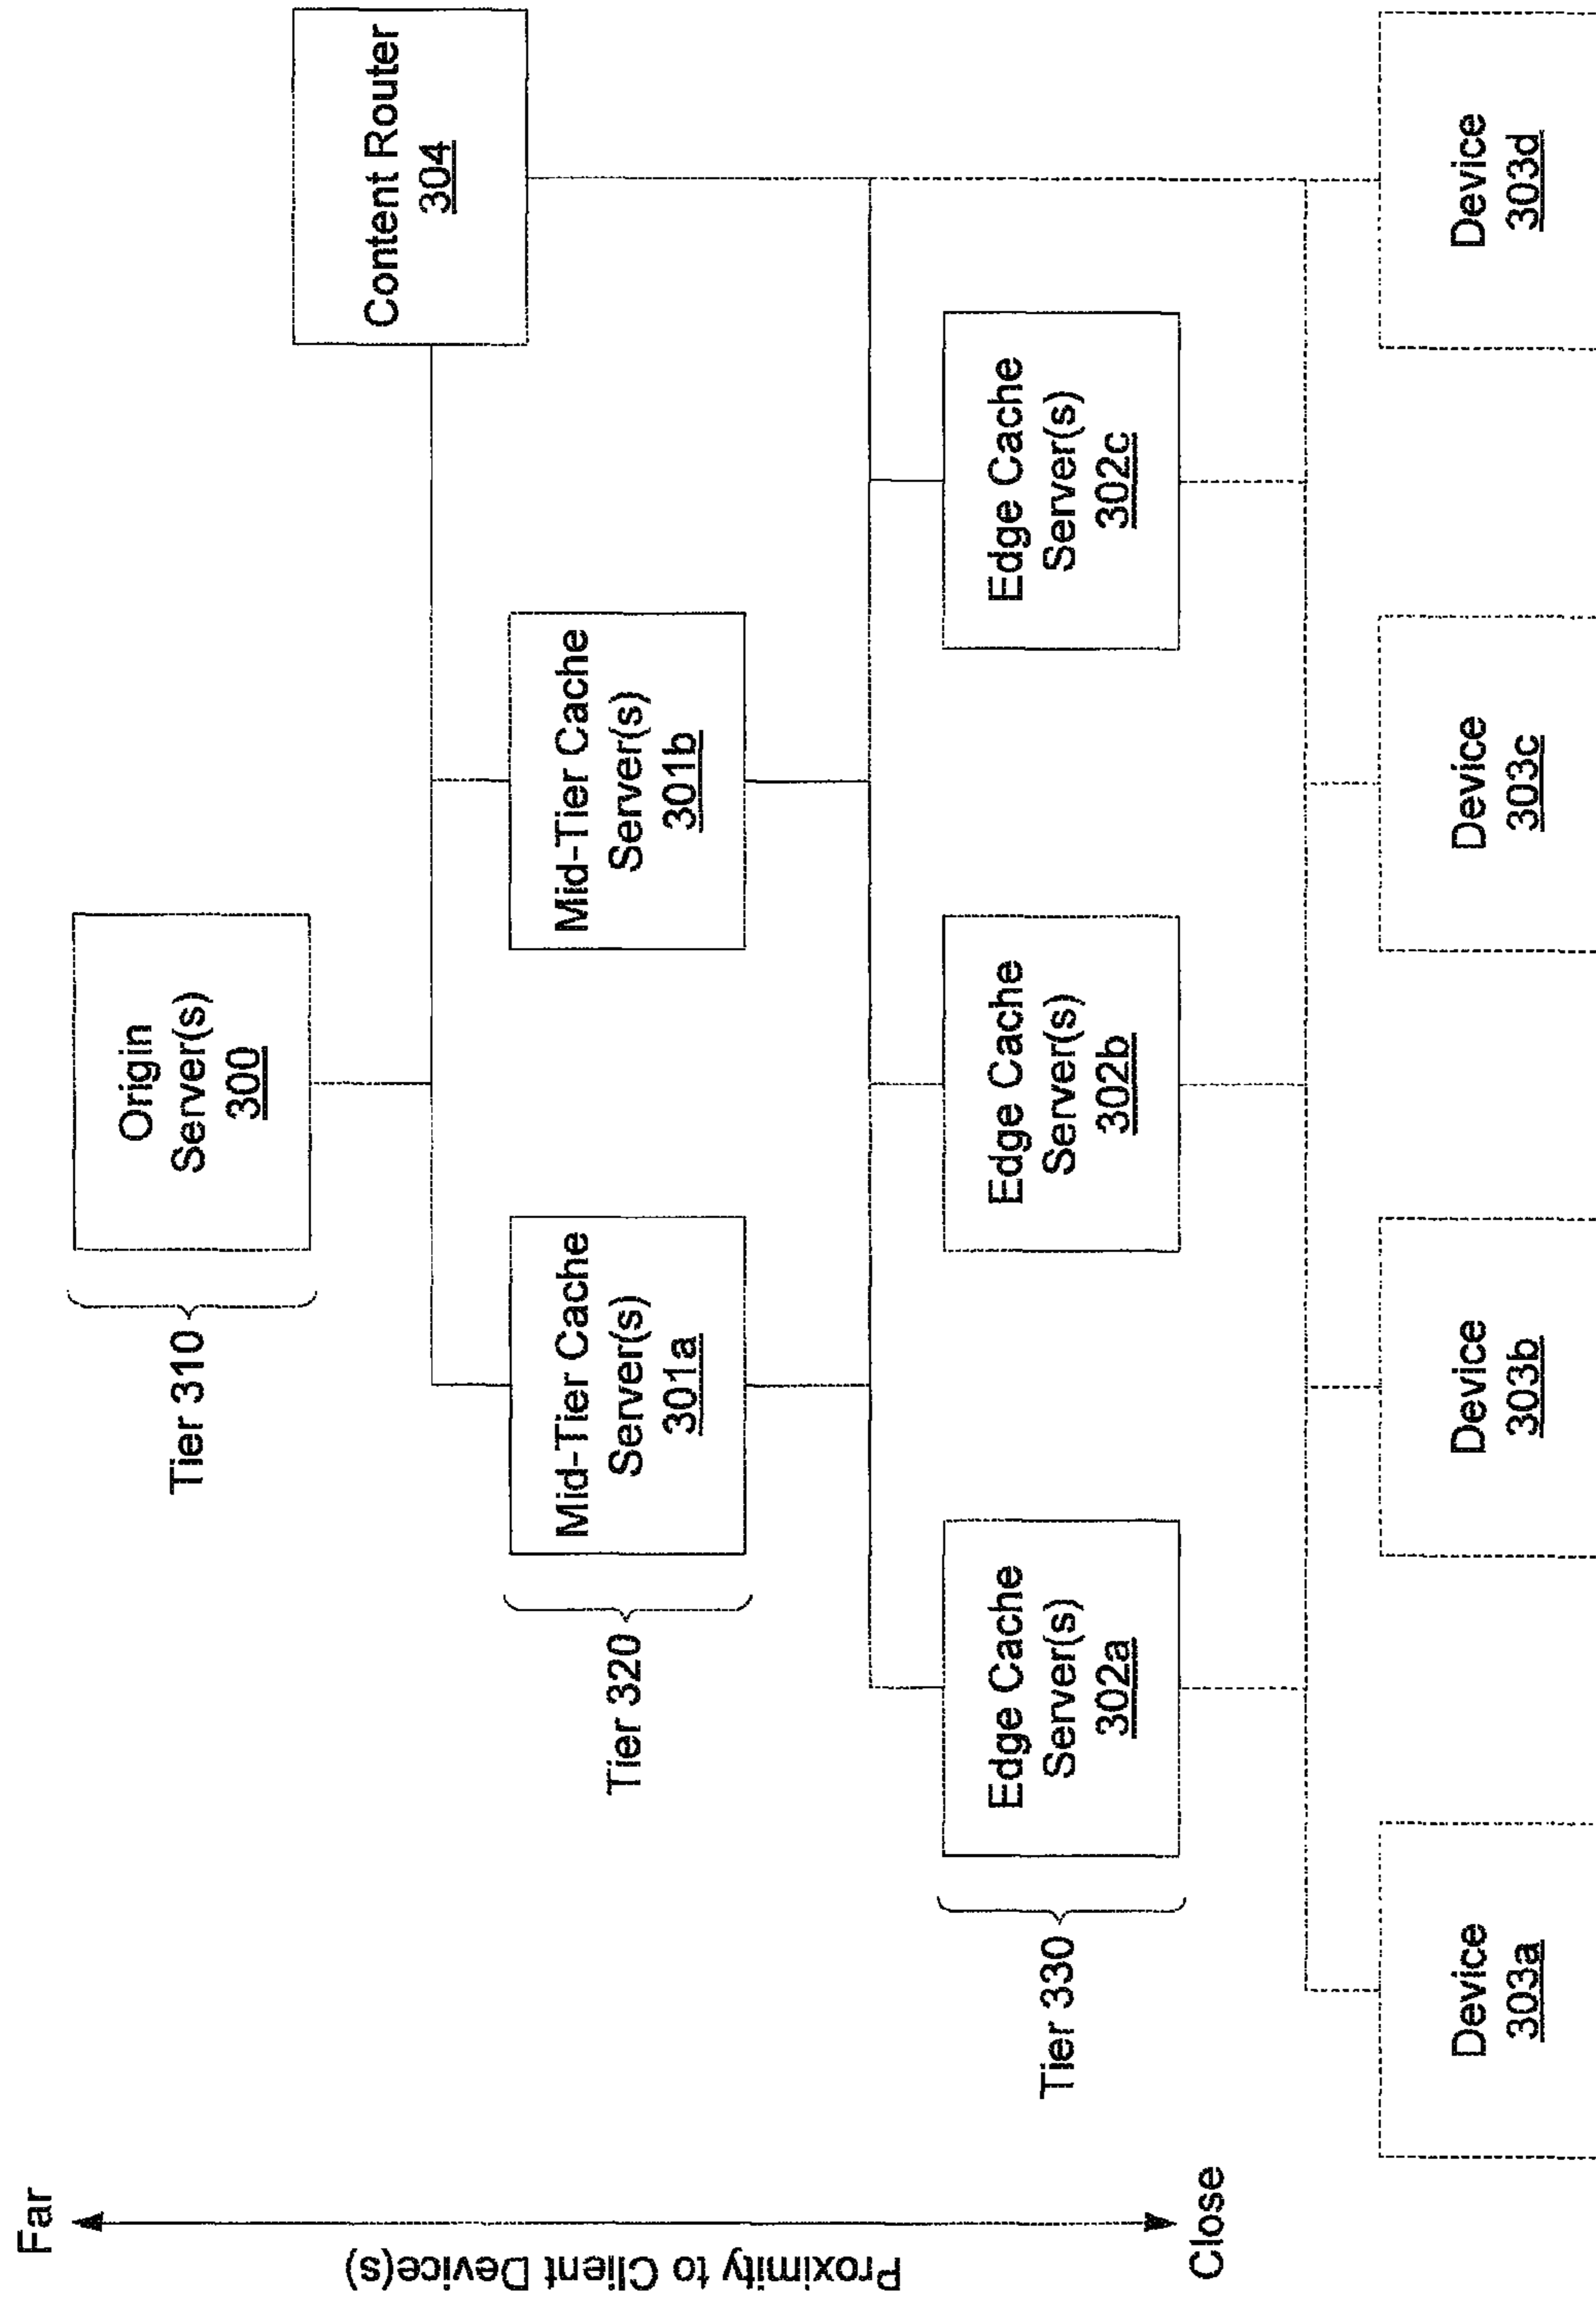 Far
Proximity to Client Device(s)
Close
Tier 310
Origin
Server(s)
300
Content Router
304
Tier 320
Mid-Tier Cache
Server(s)
301a
Mid-Tier Cache
Server(s)
301b
Tier 330
Edge Cache
Server(s)
302a
Edge Cache
Server(s)
302b
Edge Cache
Server(s)
302c
Device
303a
Device
303b
Device
303c
Device
303d